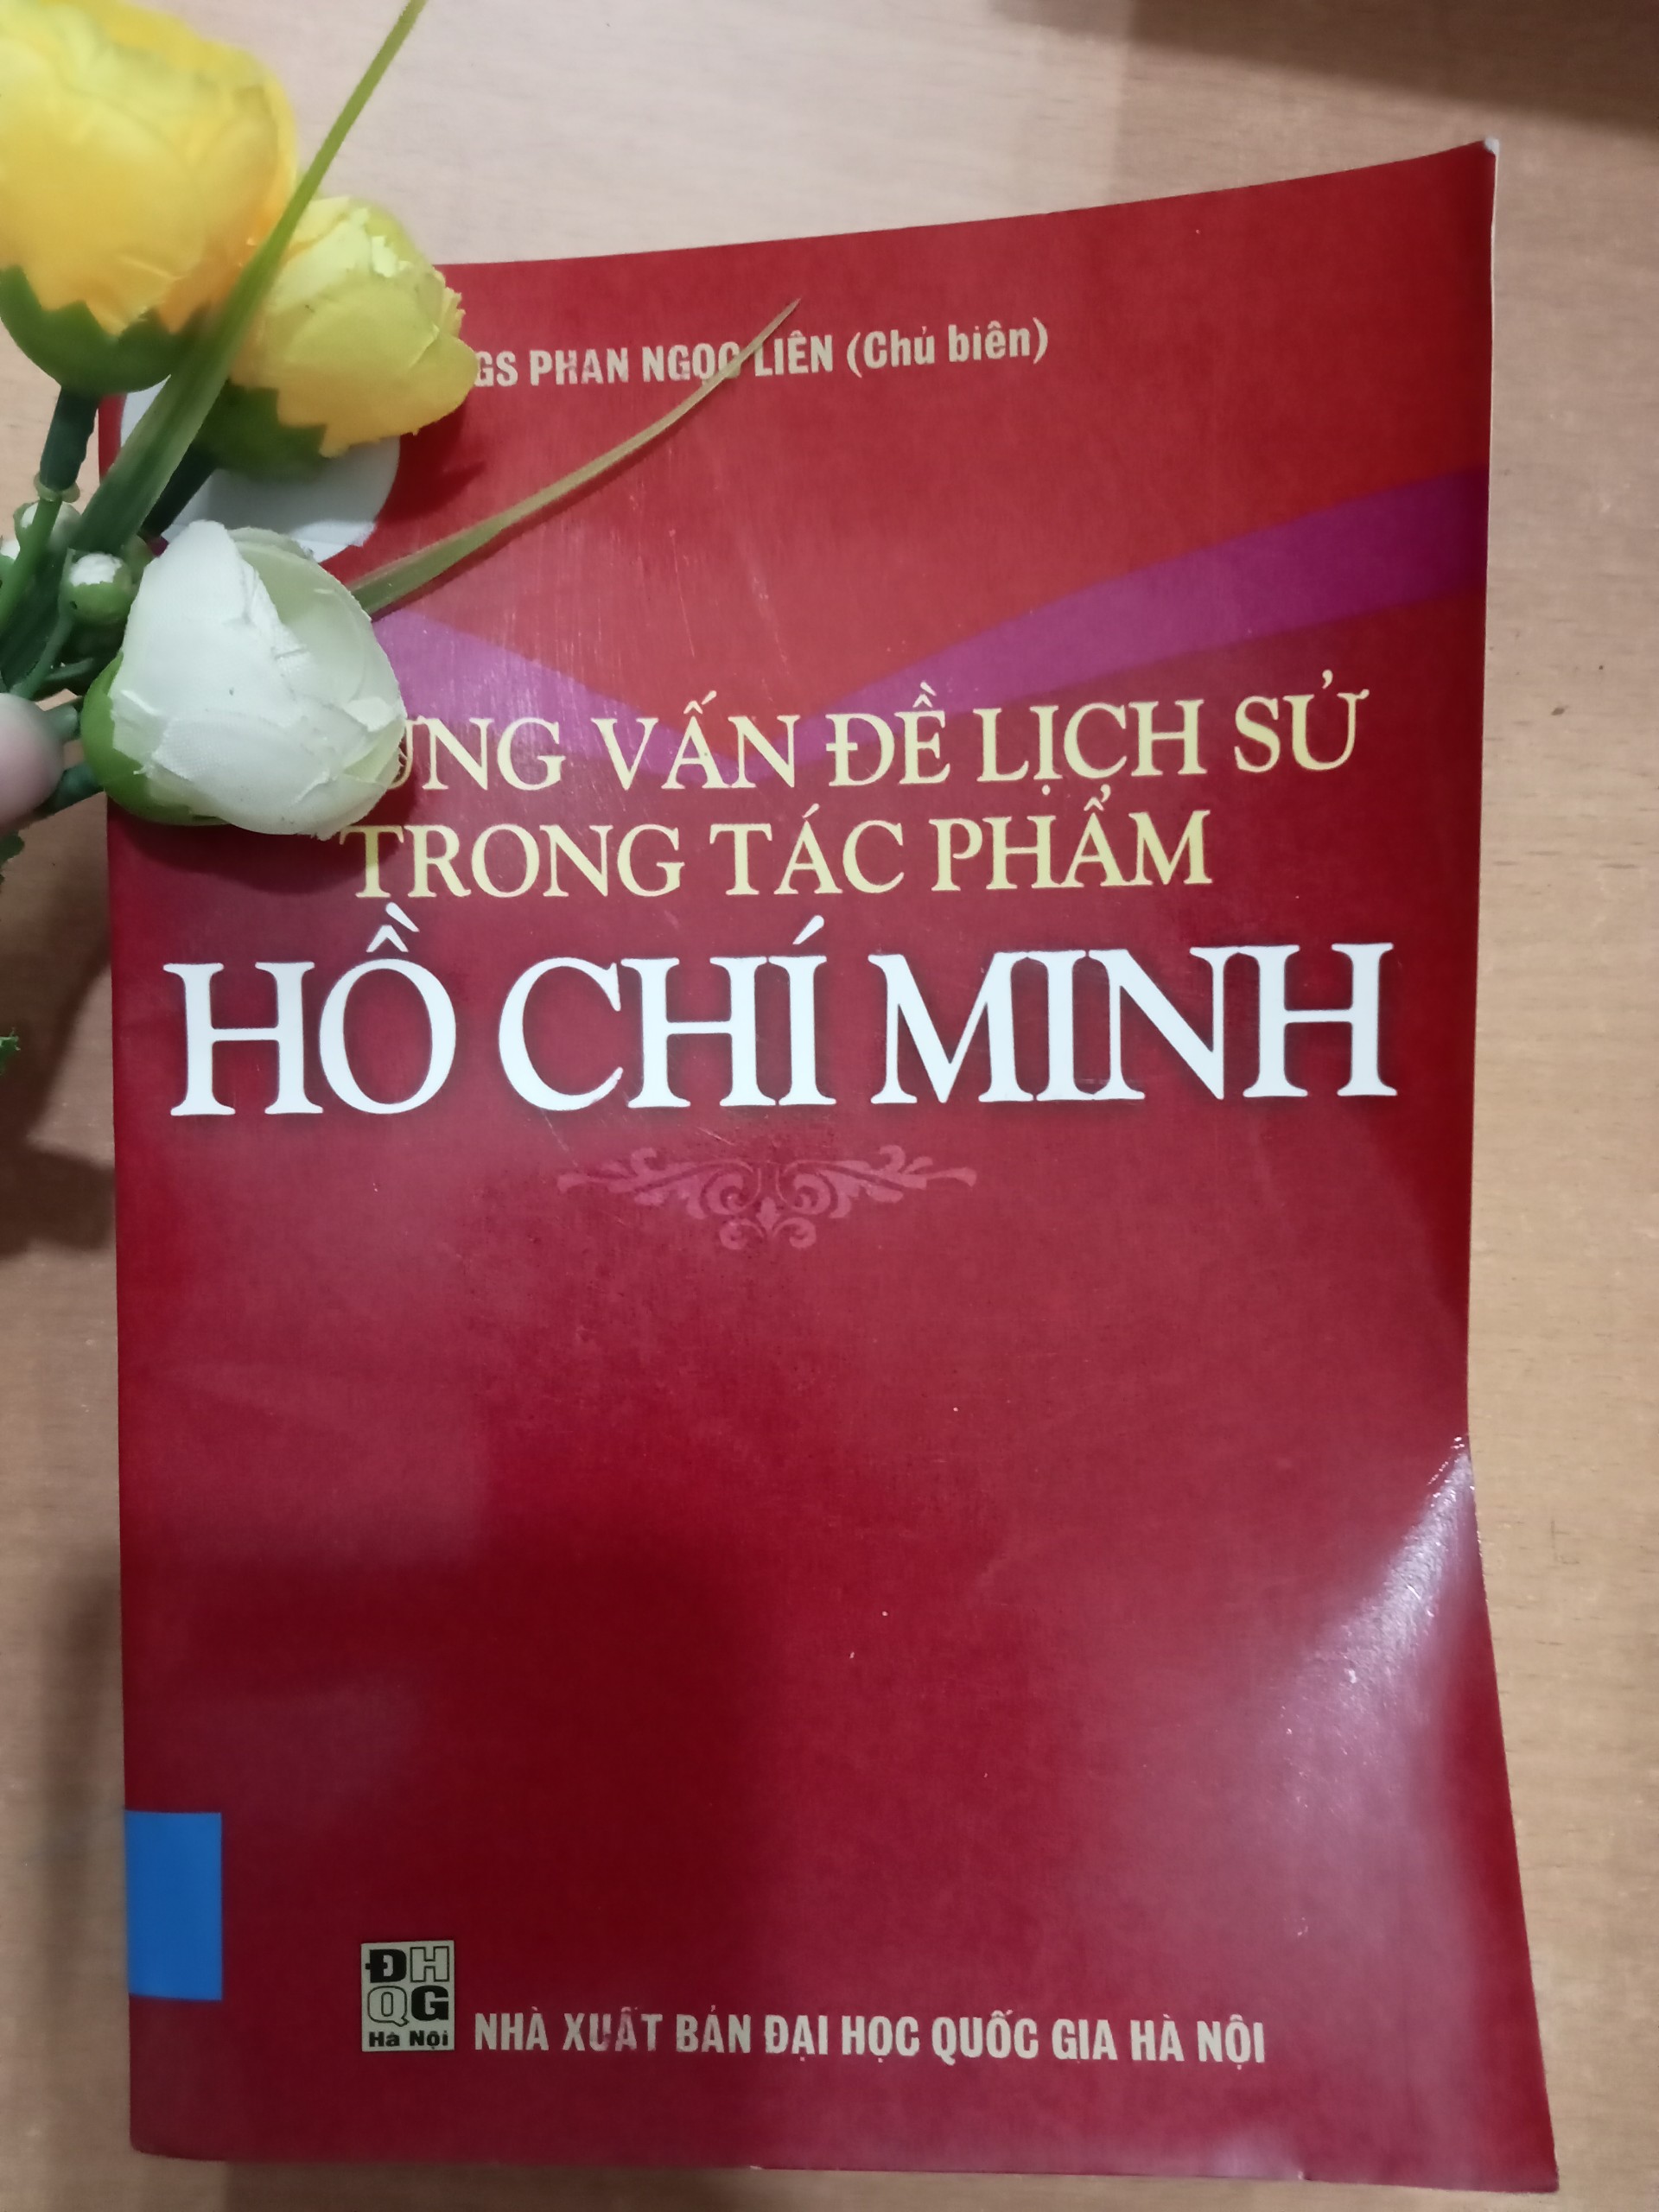 GS PHAN NGỌC LIÊN (Chủ biên)
VẤN ĐỀ LỊCH SỬ
TRONG TÁC PHẨM
HỒ CHÍ MINH
ĐH
QG
Hà Nội
NHÀ XUẤT BẢN ĐẠI HỌC QUỐC GIA HÀ NỘI